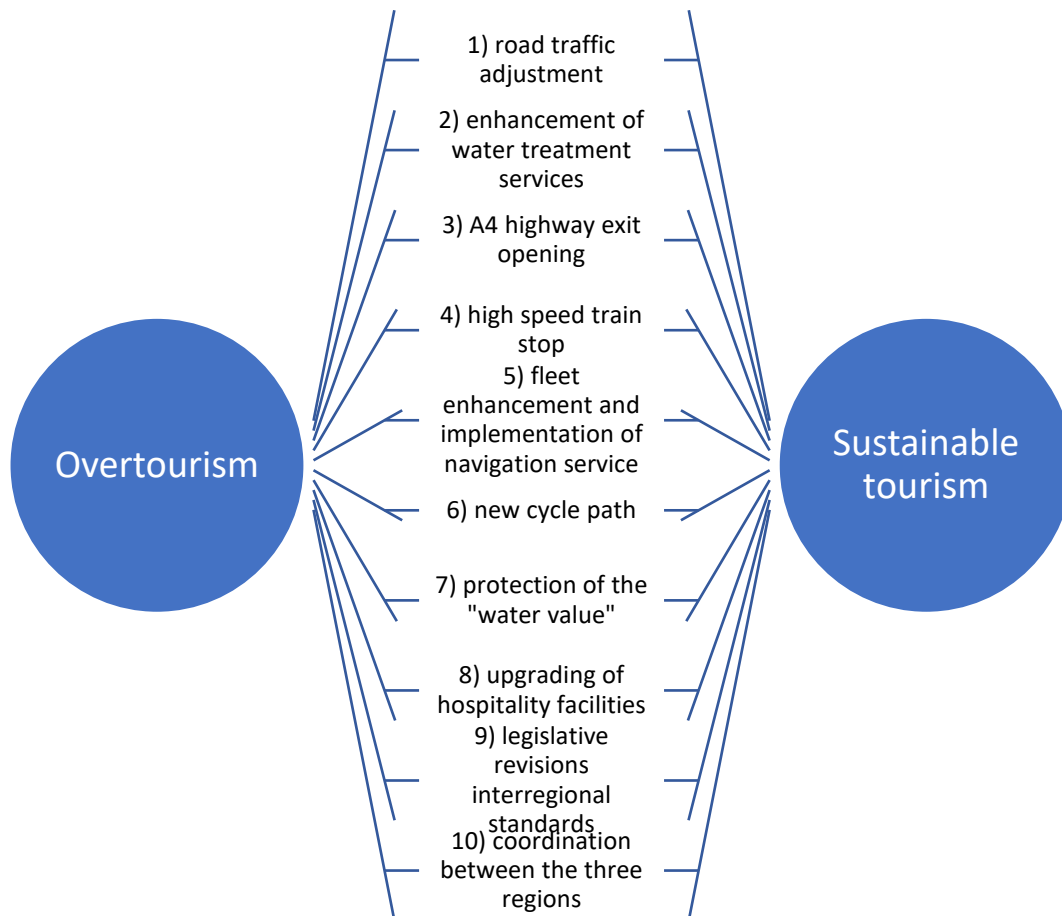 1) road traffic
adjustment
2) enhancement of
water treatment
services
3) A4 highway exit
opening
4) high speed train
stop
5) fleet
enhancement and
implementation of
navigation service
6) new cycle path
7) protection of the
"water value"
8) upgrading of
hospitality facilities
9) legislative
revisions
interregional
standards
10) coordination
between the three
regions
Overtourism
Sustainable
tourism